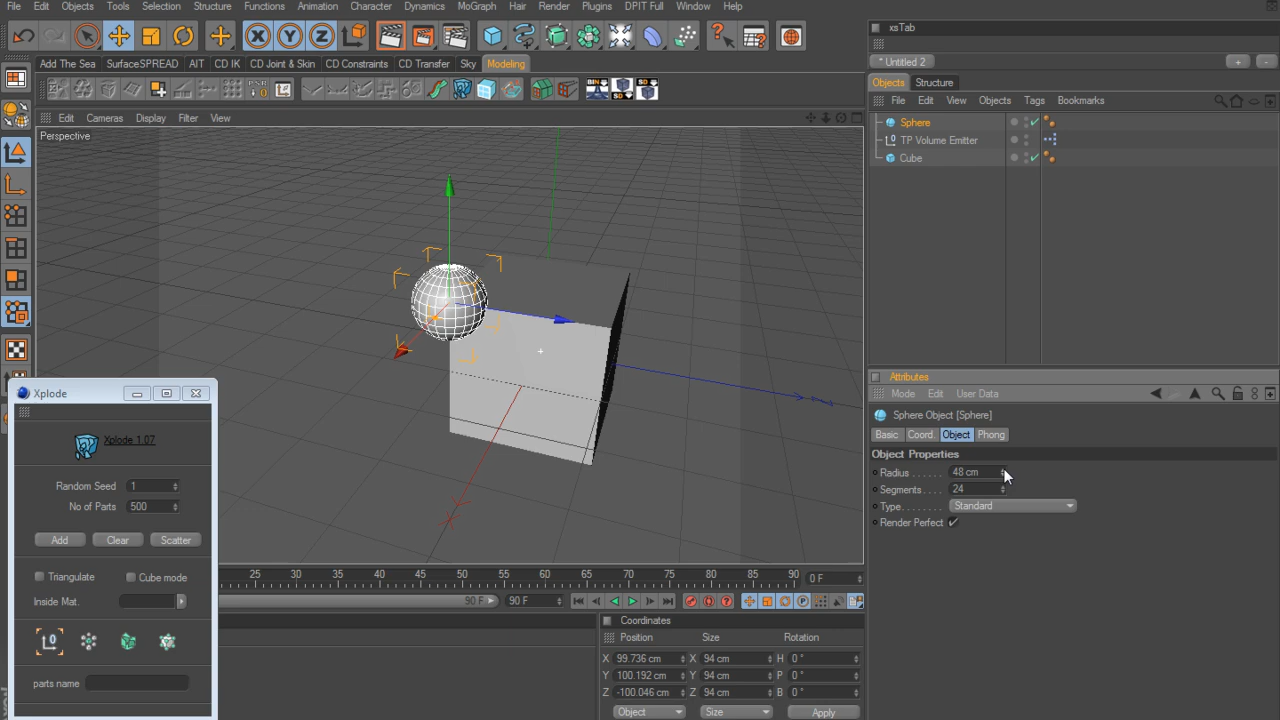 File Edit Objects Tools Selection Structure Functions Animation Character Dynamics MoGraph Hair Render Plugins DPIT Full Window Help
xsTab
* Untitled 2
+ -
Add The Sea SurfaceSPREAD AIT CD IK CD Joint & Skin CD Constraints CD Transfer Sky Modeling
Objects Structure
File Edit View Objects Tags Bookmarks
Edit Cameras Display Filter View
Perspective
Sphere
TP Volume Emitter
Cube
Attributes
Mode Edit User Data
Sphere Object [Sphere]
Basic Coord. Object Phong
Object Properties
Radius . . . . . . 48 cm
Segments . . . . 24
Type . . . . . . . . Standard
Render Perfect
Xplode
Xplode 1.07
Random Seed 1
No of Parts 500
Add Clear Scatter
Triangulate Cube mode
Inside Mat.
parts name
25 30 35 40 45 50 55 60 65 70 75 80 85 90 0 F
90 F 90 F
Coordinates
Position Size Rotation
X 99.736 cm X 94 cm H 0 °
Y 100.192 cm Y 94 cm P 0 °
Z -100.046 cm Z 94 cm B 0 °
Object Size Apply